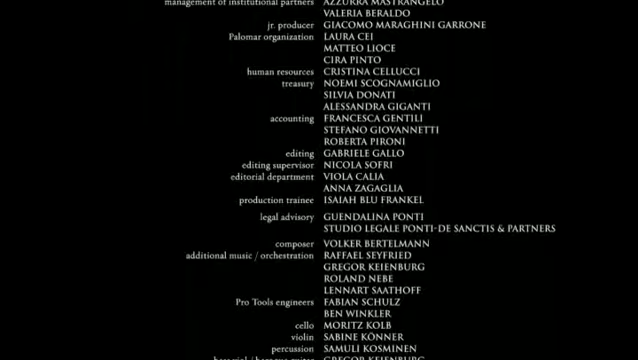 management of institutional partners AZZURRA MASTRANGELO
VALERIA BERALDO
jr. producer GIACOMO MARAGHINI GARRONE
Palomar organization LAURA CEI
MATTEO LIOCE
CIRA PINTO
human resources CRISTINA CELLUCCI
treasury NOEMI SCOGNAMIGLIO
SILVIA DONATI
ALESSANDRA GIGANTI
accounting FRANCESCA GENTILI
STEFANO GIOVANNETTI
ROBERTA PIRONI
editing GABRIELE GALLO
editing supervisor NICOLA SOFRI
editorial department VIOLA CALIA
ANNA ZAGAGLIA
production trainee ISAIAH BLU FRANKEL
legal advisory GUENDALINA PONTI
STUDIO LEGALE PONTI-DE SANCTIS & PARTNERS
composer VOLKER BERTELMANN
additional music / orchestration RAFFAEL SEYFRIED
GREGOR KEIENBURG
ROLAND NEBE
LENNART SAATHOFF
Pro Tools engineers FABIAN SCHULZ
BEN WINKLER
cello MORITZ KOLB
violin SABINE KÖNNER
percussion SAMULI KOSMINEN
GREGOR KEIENBURG